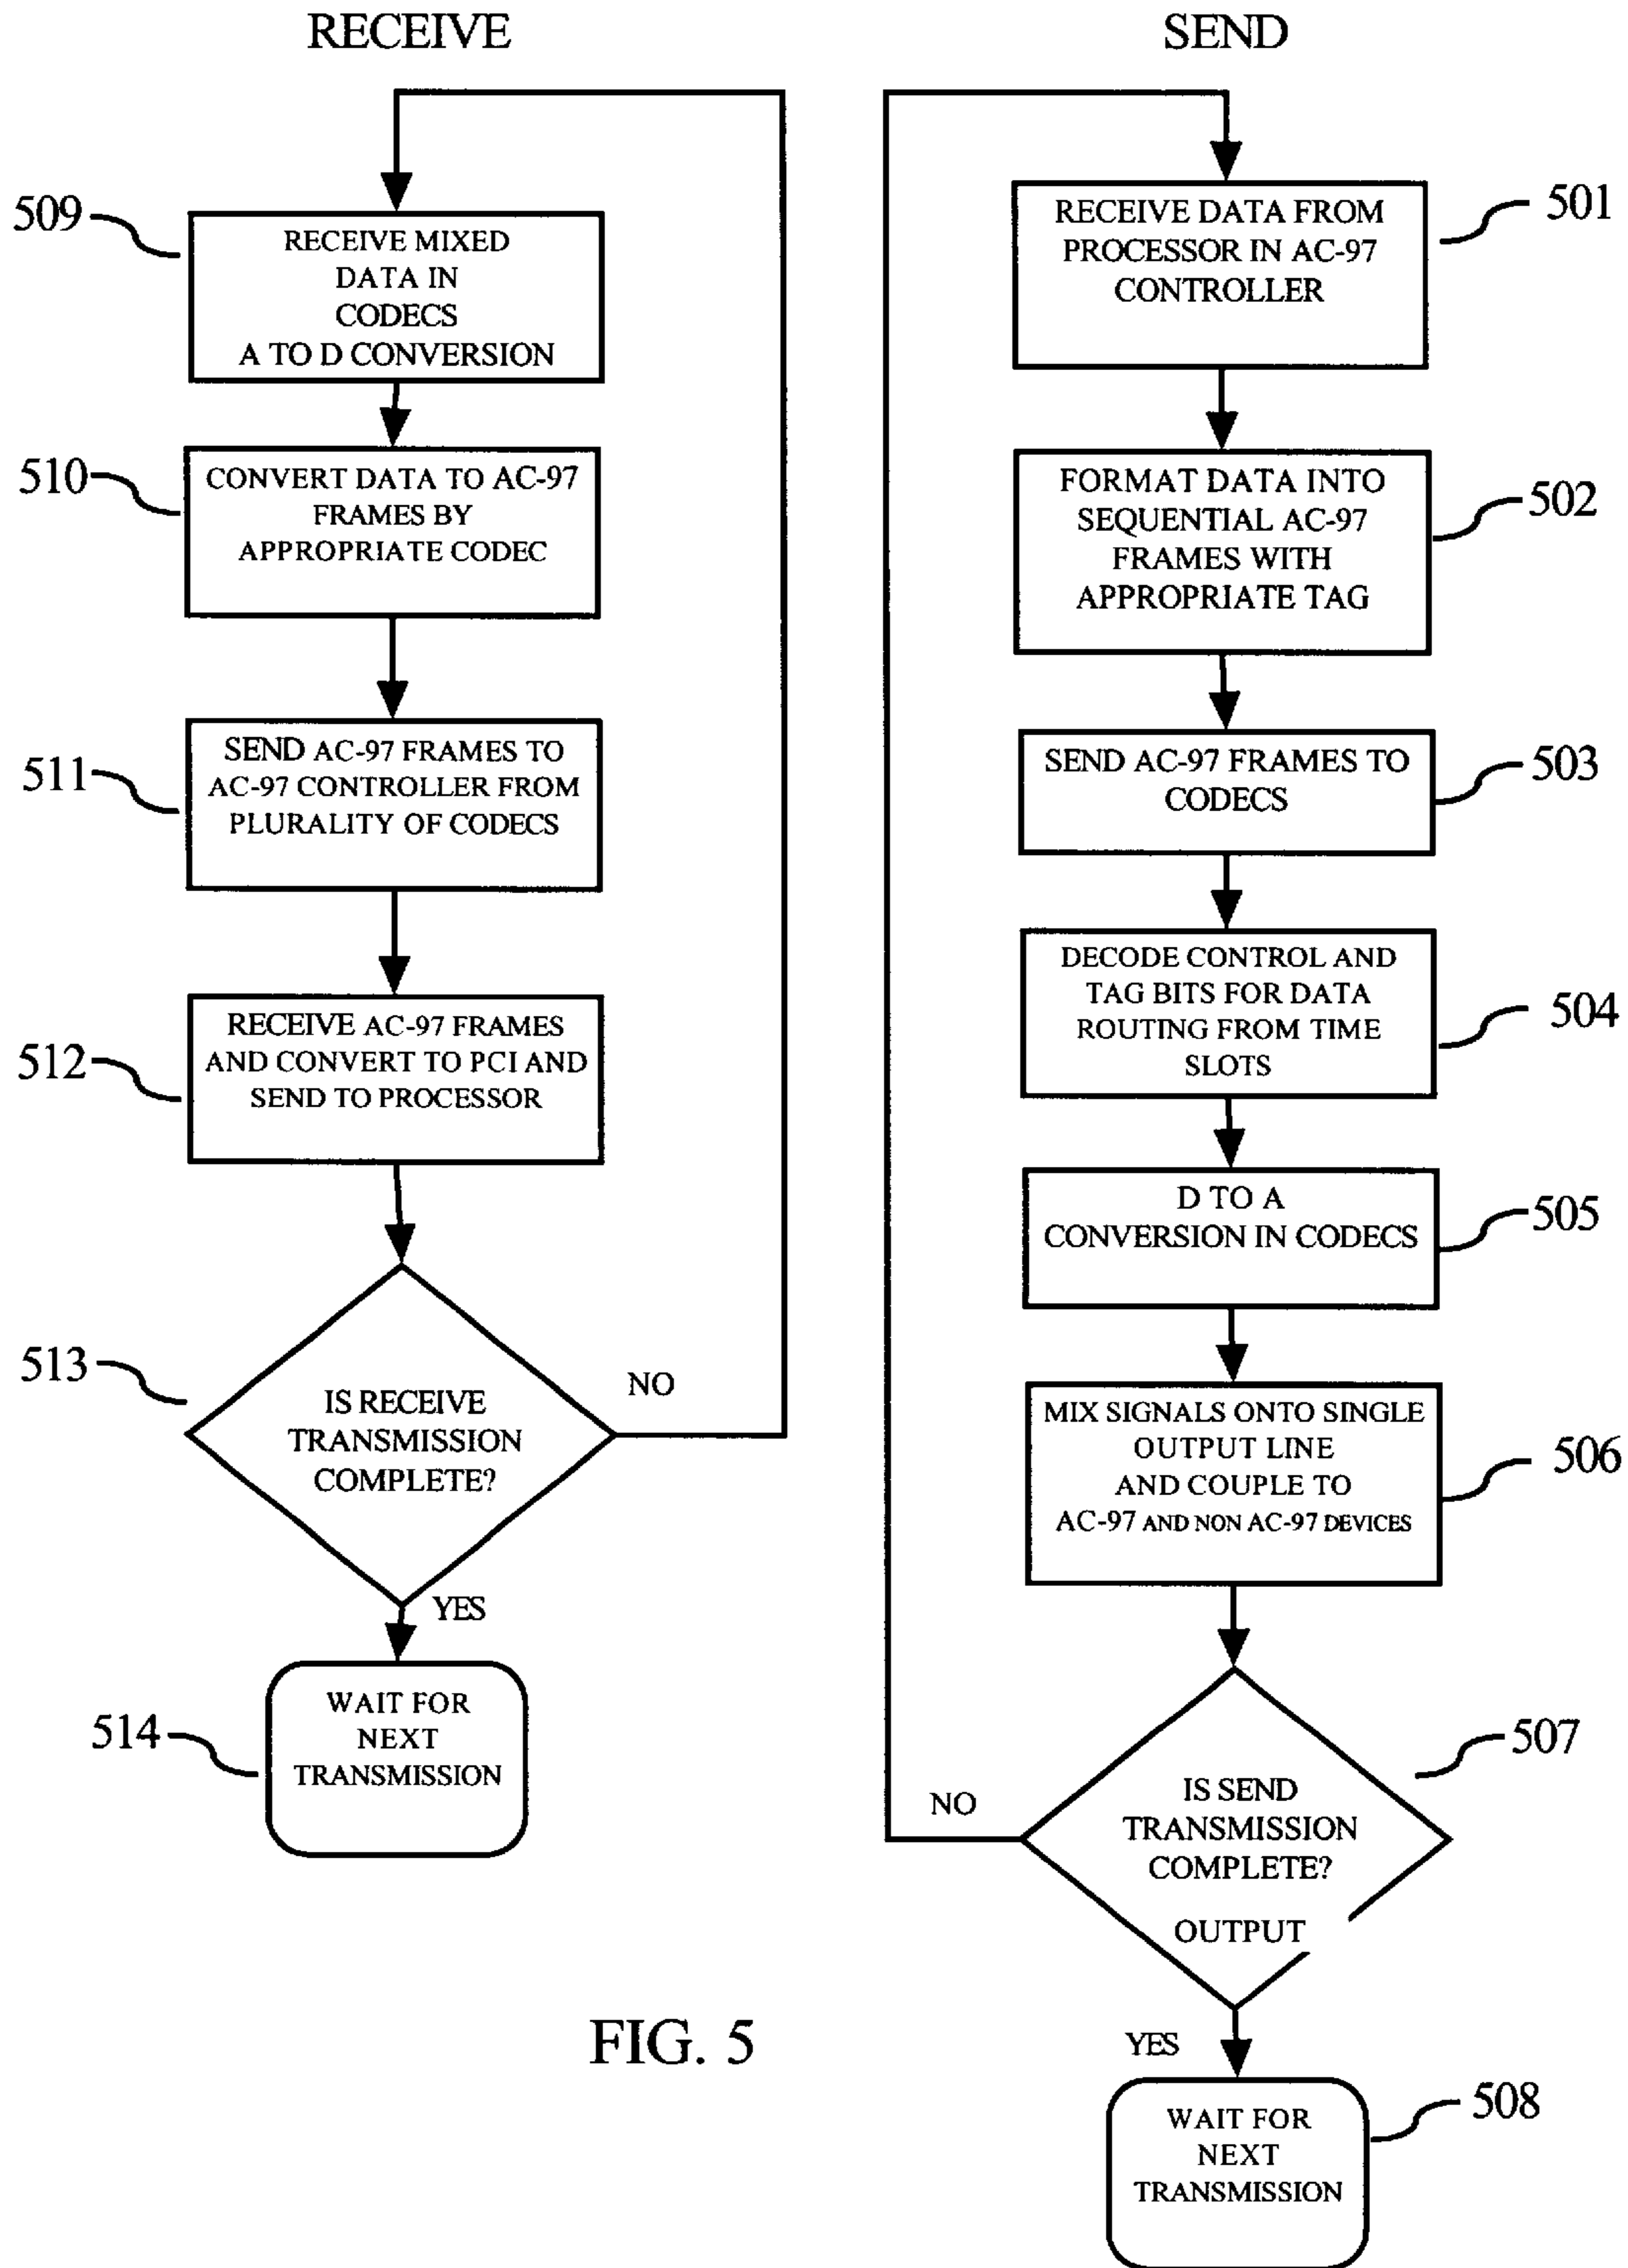 RECEIVE
509
RECEIVE MIXED
DATA IN
CODECS
A TO D CONVERSION
510
CONVERT DATA TO AC-97
FRAMES BY
APPROPRIATE CODEC
511
SEND AC-97 FRAMES TO
AC-97 CONTROLLER FROM
PLURALITY OF CODECS
512
RECEIVE AC-97 FRAMES
AND CONVERT TO PCI AND
SEND TO PROCESSOR
513
IS RECEIVE
TRANSMISSION
COMPLETE?
NO
YES
514
WAIT FOR
NEXT
TRANSMISSION
SEND
RECEIVE DATA FROM
PROCESSOR IN AC-97
CONTROLLER
501
FORMAT DATA INTO
SEQUENTIAL AC-97
FRAMES WITH
APPROPRIATE TAG
502
SEND AC-97 FRAMES TO
CODECS
503
DECODE CONTROL AND
TAG BITS FOR DATA
ROUTING FROM TIME
SLOTS
504
D TO A
CONVERSION IN CODECS
505
MIX SIGNALS ONTO SINGLE
OUTPUT LINE
AND COUPLE TO
AC-97 AND NON AC-97 DEVICES
506
IS SEND
TRANSMISSION
COMPLETE?
OUTPUT
507
NO
YES
WAIT FOR
NEXT
TRANSMISSION
508
FIG. 5